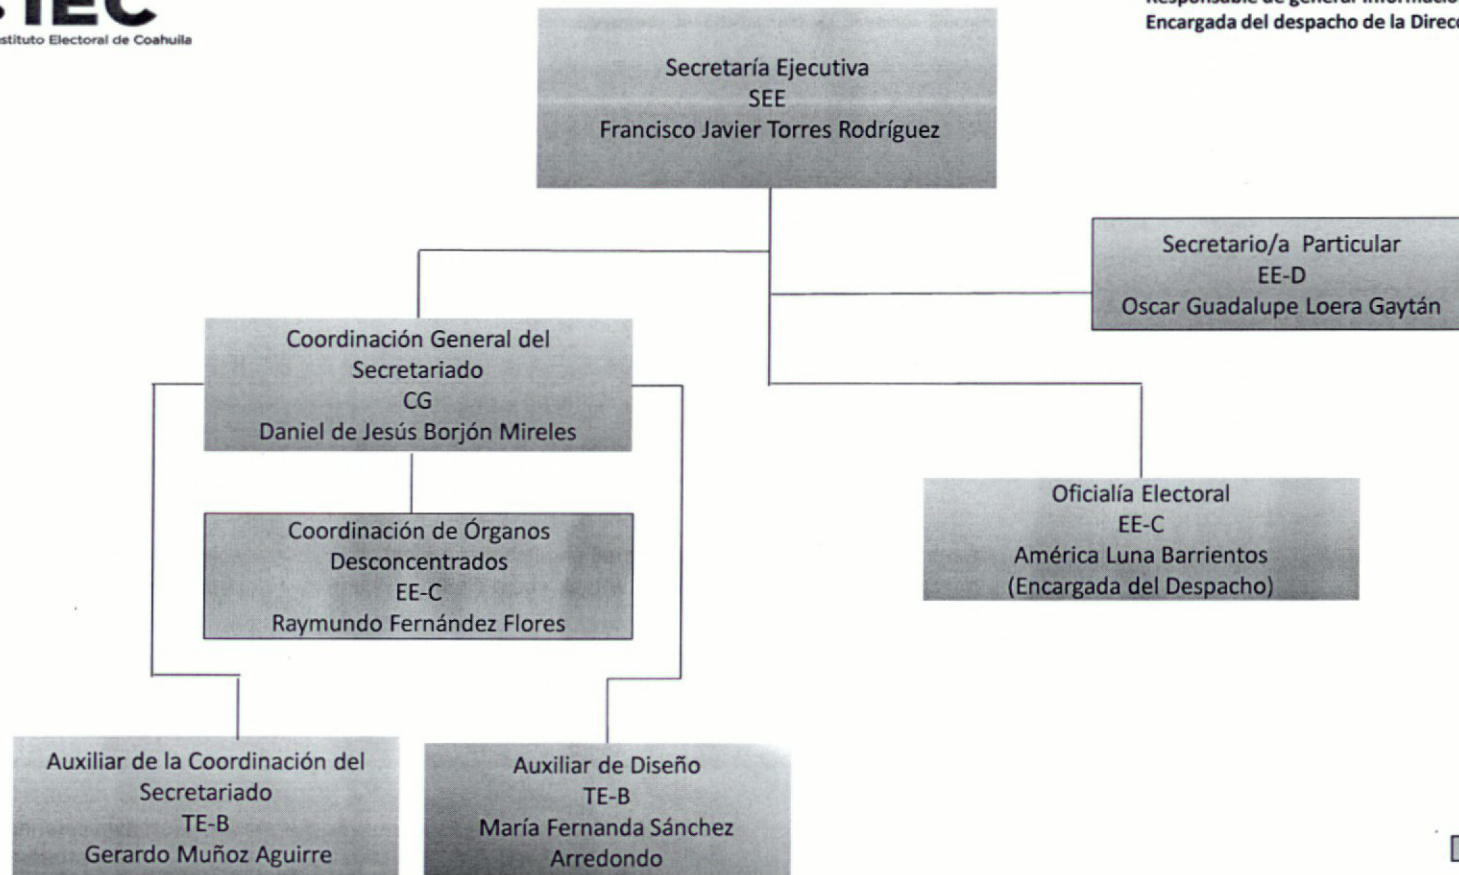 IEC
Instituto Electoral de Coahuila
Encargada del despacho de la
Secretaría Ejecutiva
SEE
Francisco Javier Torres Rodríguez
Secretario/a Particular
EE-D
Oscar Guadalupe Loera Gaytán
Coordinación General del
Secretariado
CG
Daniel de Jesús Borjón Mireles
Coordinación de Órganos
Desconcentrados
EE-C
Raymundo Fernández Flores
Oficialía Electoral
EE-C
América Luna Barrientos
(Encargada del Despacho)
Auxiliar de la Coordinación del
Secretariado
TE-B
Gerardo Muñoz Aguirre
Auxiliar de Diseño
TE-B
María Fernanda Sánchez
Arredondo